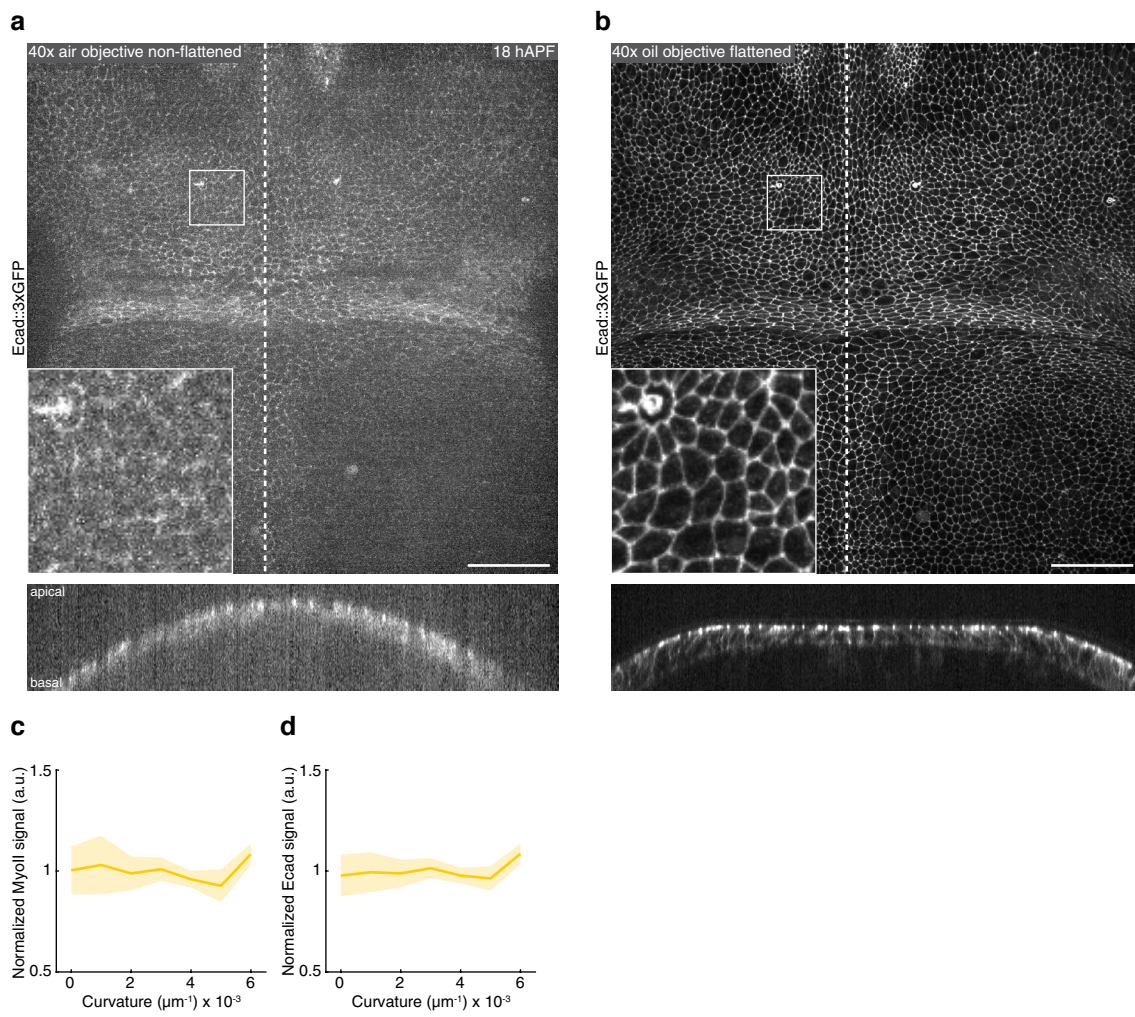 a
40x air objective non-flattened
18 hAPF
Ecad::3xGFP
apical
basal
b
40x oil objective flattened
Ecad::3xGFP
c
Normalized MyoII signal (a.u.)
1.5
1
0.5
0 2 4 6
Curvature (µm⁻¹) x 10⁻³
d
Normalized Ecad signal (a.u.)
1.5
1
0.5
0 2 4 6
Curvature (µm⁻¹) x 10⁻³